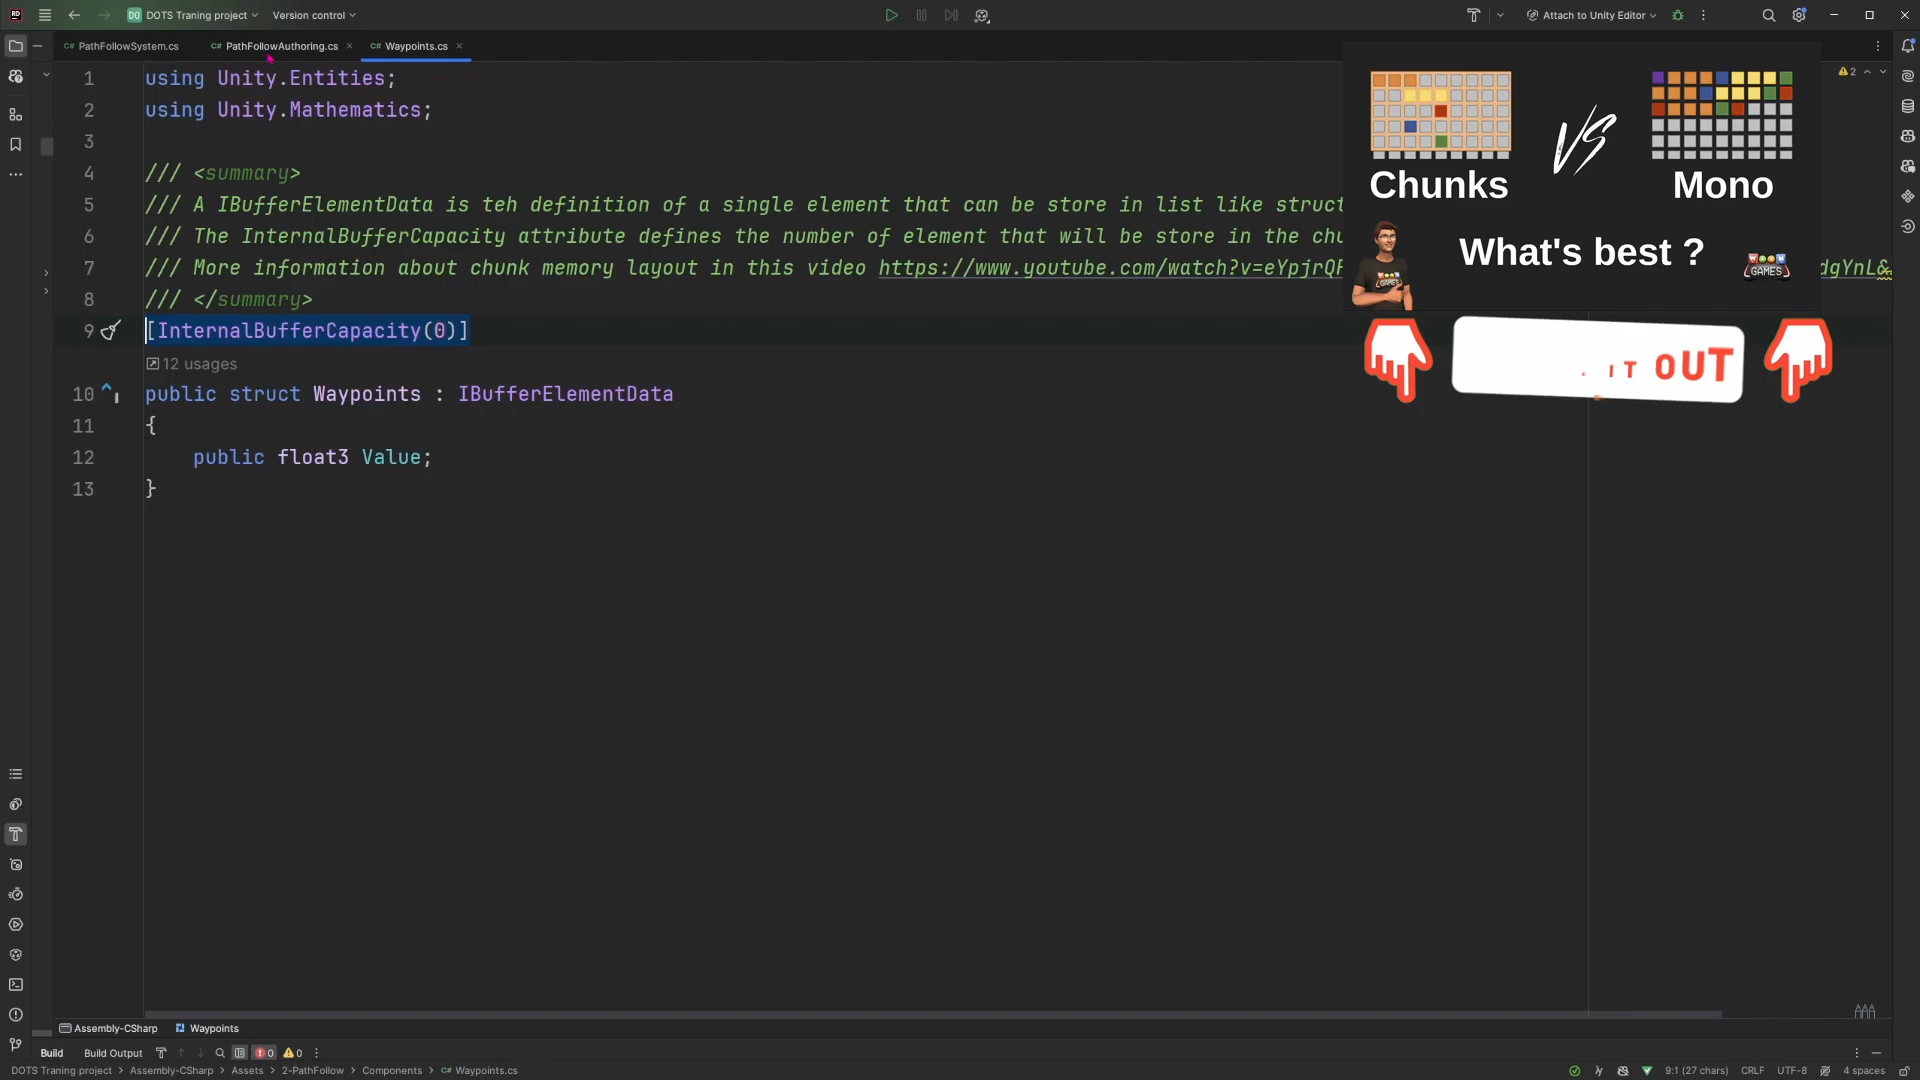 DO DOTS Traning project Version control Attach to Unity Editor
C# PathFollowSystem.cs C# PathFollowAuthoring.cs C# Waypoints.cs
1 using Unity.Entities;
2 using Unity.Mathematics;
3
4 /// <summary>
5 /// A IBufferElementData is teh definition of a single element that can be store in list like struct
6 /// The InternalBufferCapacity attribute defines the number of element that will be store in the chu
7 /// More information about chunk memory layout in this video https://www.youtube.com/watch?v=eYpjrQF dgYnL&
8 /// </summary>
9 [InternalBufferCapacity(0)]
12 usages
10 public struct Waypoints : IBufferElementData
11 {
12 public float3 Value;
13 }
2
Chunks VS Mono
What's best ?
GAMES
IT OUT
Assembly-CSharp Waypoints
Build Build Output 0 0
DOTS Traning project > Assembly-CSharp > Assets > 2-PathFollow > Components > C# Waypoints.cs 9:1 (27 chars) CRLF UTF-8 4 spaces